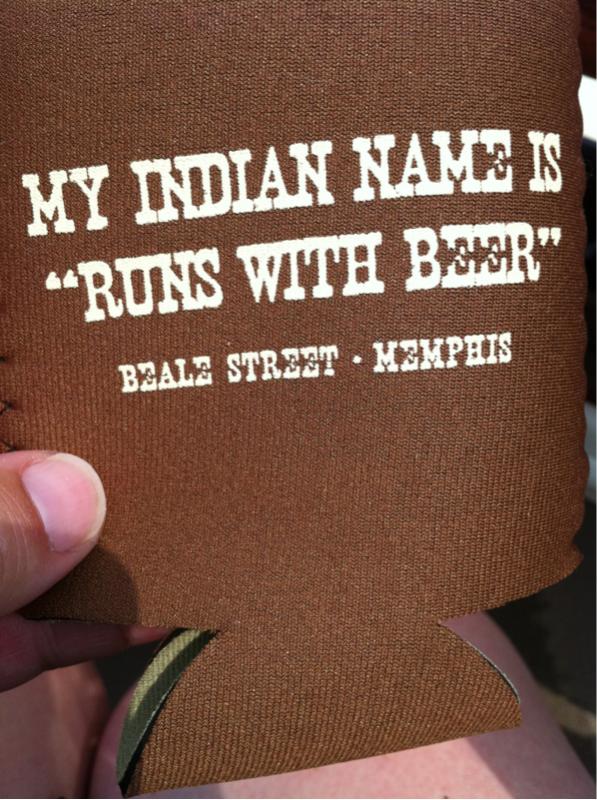 MY INDIAN NAME IS
“RUNS WITH BEER”
BEALE STREET · MEMPHIS